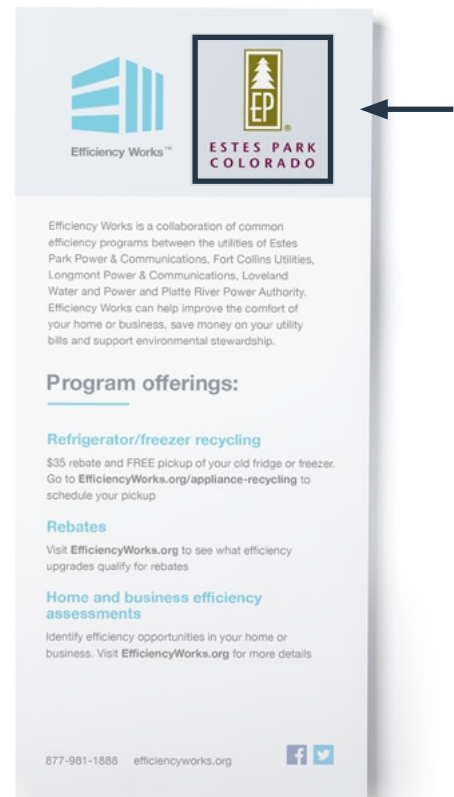 Efficiency Works™
EP
®
ESTES PARK
COLORADO
Efficiency Works is a collaboration of common
efficiency programs between the utilities of Estes
Park Power & Communications, Fort Collins Utilities,
Longmont Power & Communications, Loveland
Water and Power and Platte River Power Authority.
Efficiency Works can help improve the comfort of
your home or business, save money on your utility
bills and support environmental stewardship.
Program offerings:
Refrigerator/freezer recycling
$35 rebate and FREE pickup of your old fridge or freezer.
Go to EfficiencyWorks.org/appliance-recycling to
schedule your pickup
Rebates
Visit EfficiencyWorks.org to see what efficiency
upgrades qualify for rebates
Home and business efficiency
assessments
Identify efficiency opportunities in your home or
business. Visit EfficiencyWorks.org for more details
877-981-1888 efficiencyworks.org